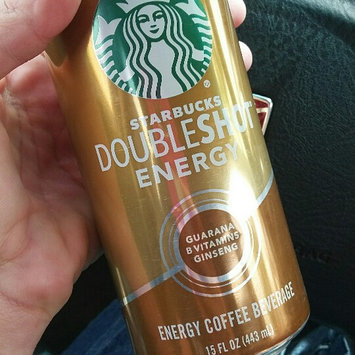 ®
STARBUCKS
DOUBLESHOT
ENERGY
GUARANA
B VITAMINS
GINSENG
ENERGY COFFEE BEVERAGE
15 FL OZ (443 mL)